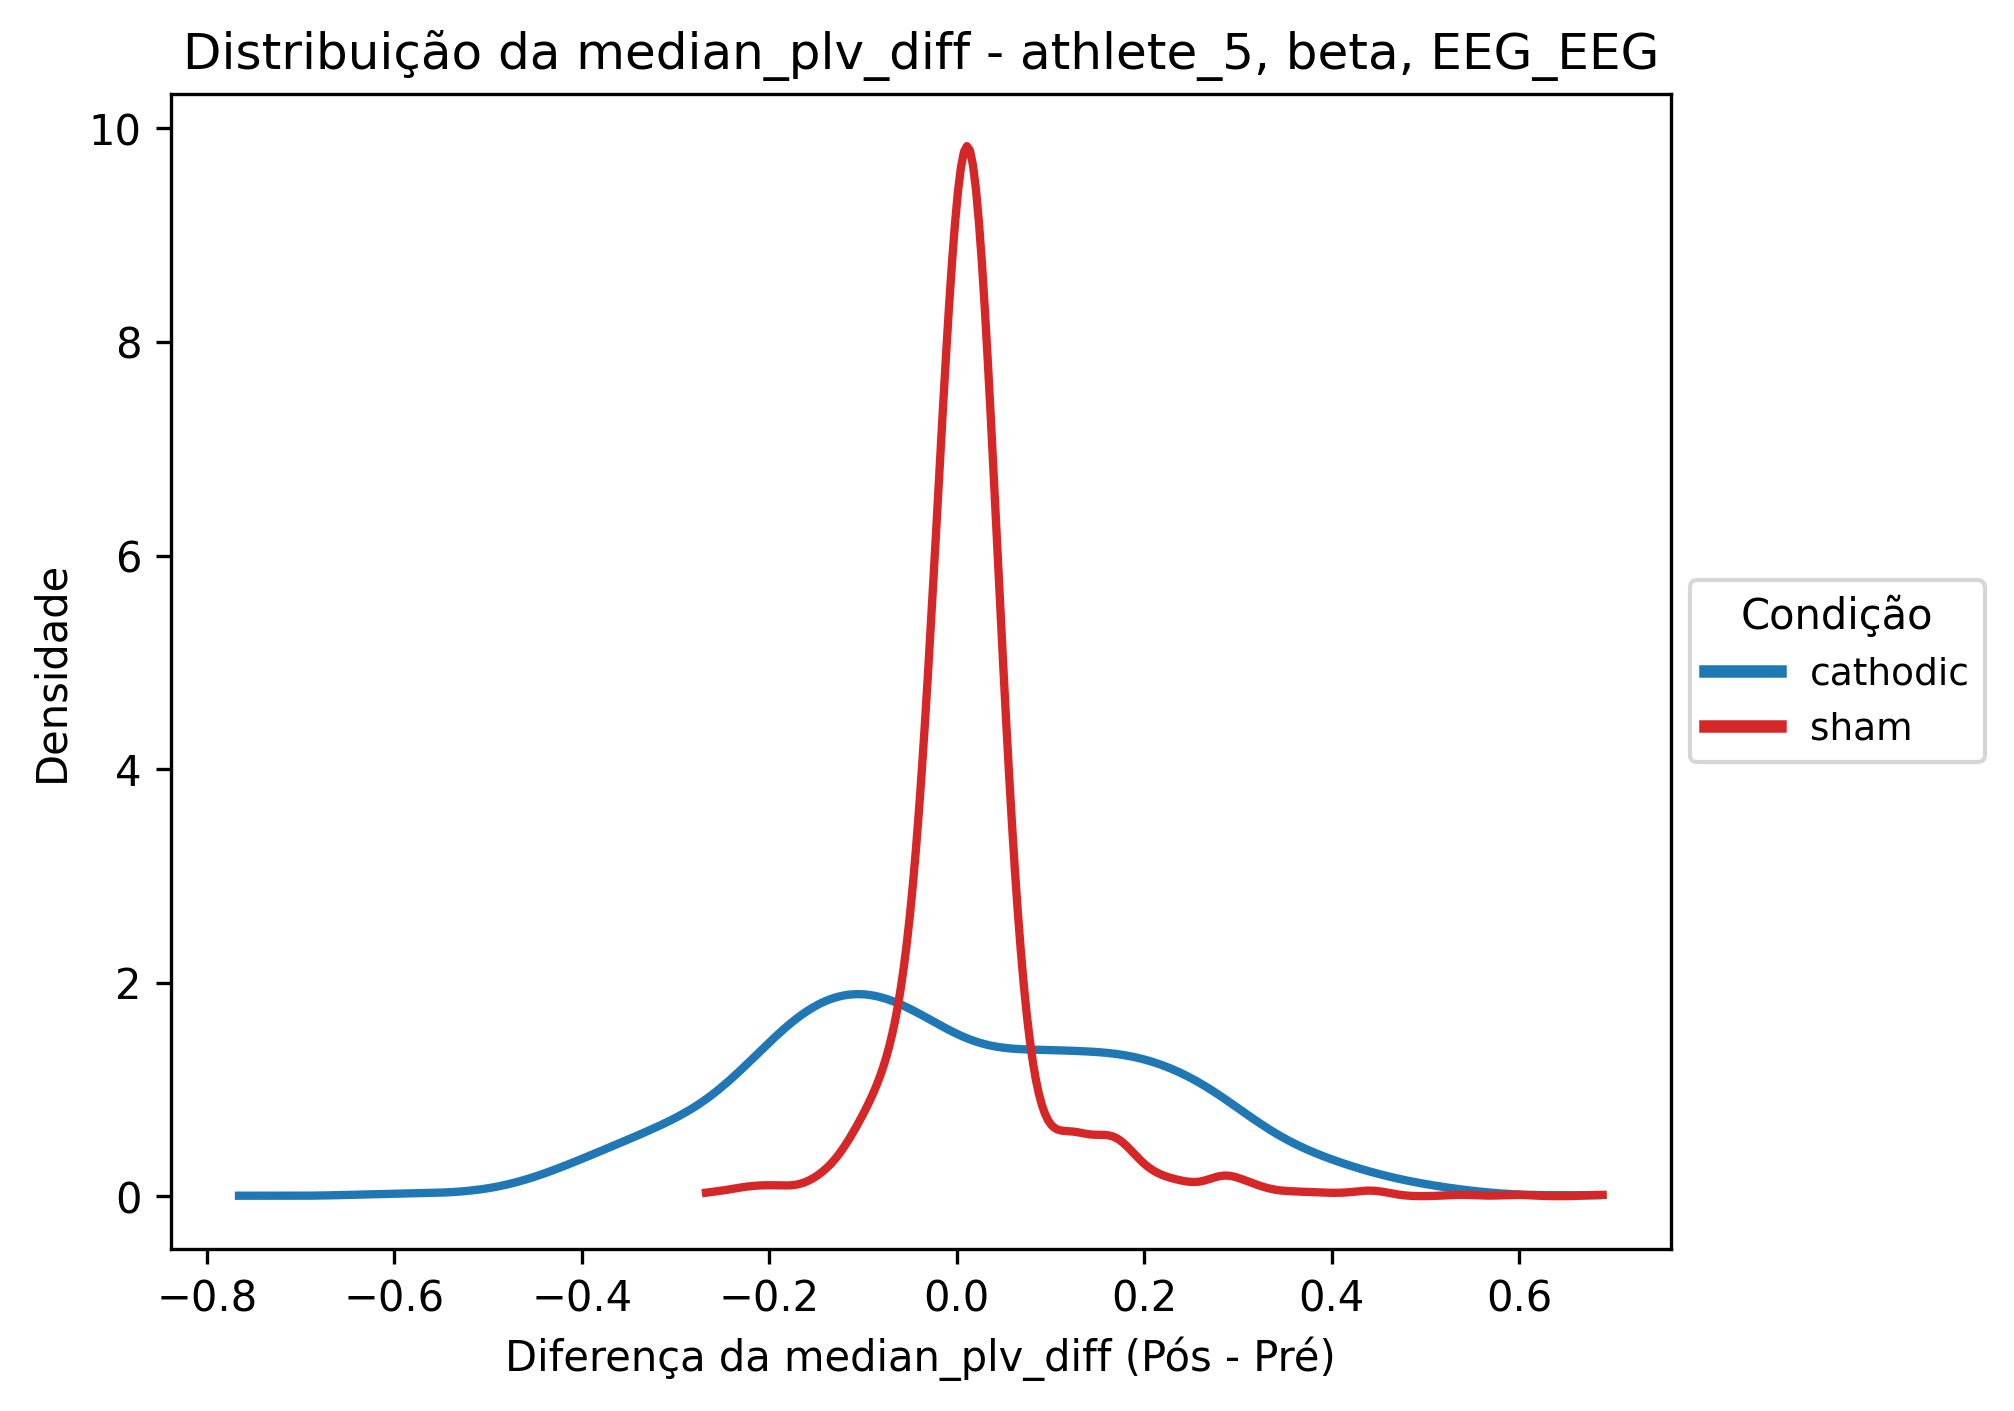 Distribuição da median_plv_diff - athlete_5, beta, EEG_EEG
10
8
6
4
2
0
Densidade
−0.8 −0.6 −0.4 −0.2 0.0 0.2 0.4 0.6
Diferença da median_plv_diff (Pós - Pré)
Condição
cathodic
sham